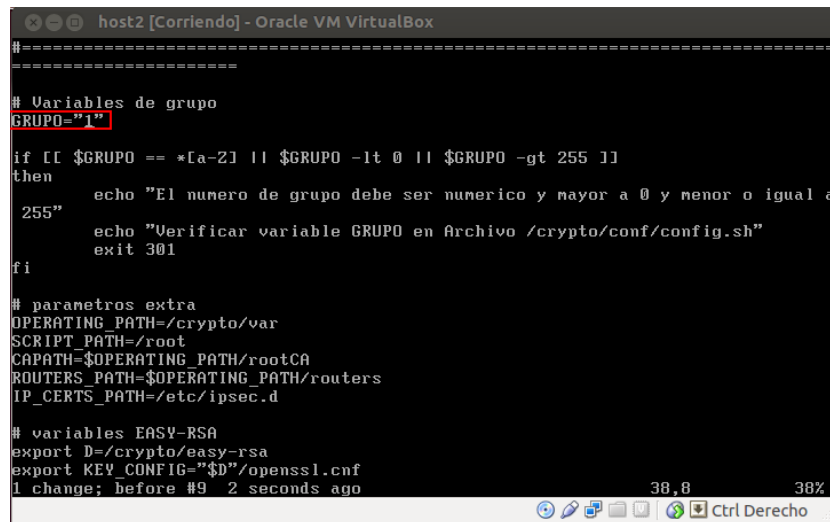 host2 [Corriendo] - Oracle VM VirtualBox
#===============================================================================
======================
# Variables de grupo
GRUPO="1"
if [[ $GRUPO == *[a-Z] || $GRUPO -lt 0 || $GRUPO -gt 255 ]]
then
echo "El numero de grupo debe ser numerico y mayor a 0 y menor o igual a
255"
echo "Verificar variable GRUPO en Archivo /crypto/conf/config.sh"
exit 301
fi
# parametros extra
OPERATING_PATH=/crypto/var
SCRIPT_PATH=/root
CAPATH=$OPERATING_PATH/rootCA
ROUTERS_PATH=$OPERATING_PATH/routers
IP_CERTS_PATH=/etc/ipsec.d
# variables EASY-RSA
export D=/crypto/easy-rsa
export KEY_CONFIG="$D"/openssl.cnf
1 change; before #9 2 seconds ago 38,8 38%
Ctrl Derecho